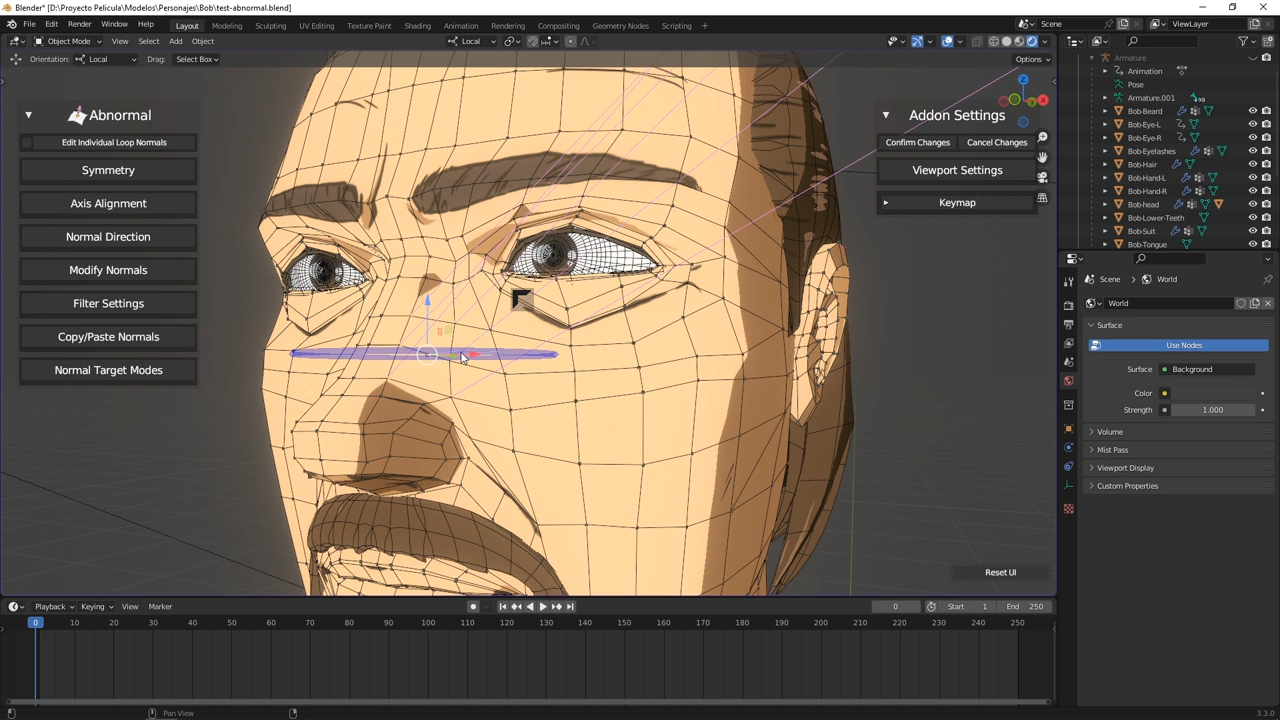 Blender* [D:\Proyecto Pelicula\Modelos\Personajes\Bob\test-abnormal.blend]
File Edit Render Window Help Layout Modeling Sculpting UV Editing Texture Paint Shading Animation Rendering Compositing Geometry Nodes Scripting + Scene ViewLayer
Object Mode View Select Add Object Local
Orientation: Local Drag: Select Box Options
Armature
Animation
Pose
Armature.001
Bob-Beard
Bob-Eye-L
Bob-Eye-R
Bob-Eyelashes
Bob-Hair
Bob-Hand-L
Bob-Hand-R
Bob-head
Bob-Lower-Teeth
Bob-Suit
Bob-Tongue
Abnormal
Edit Individual Loop Normals
Symmetry
Axis Alignment
Normal Direction
Modify Normals
Filter Settings
Copy/Paste Normals
Normal Target Modes
Addon Settings
Confirm Changes Cancel Changes
Viewport Settings
Keymap
Z
X
Reset UI
Scene World
World
Surface
Use Nodes
Surface Background
Color
Strength 1.000
Volume
Mist Pass
Viewport Display
Custom Properties
Playback Keying View Marker 0 Start 1 End 250
0 10 20 30 40 50 60 70 80 90 100 110 120 130 140 150 160 170 180 190 200 210 220 230 240 250
Pan View 3.3.0